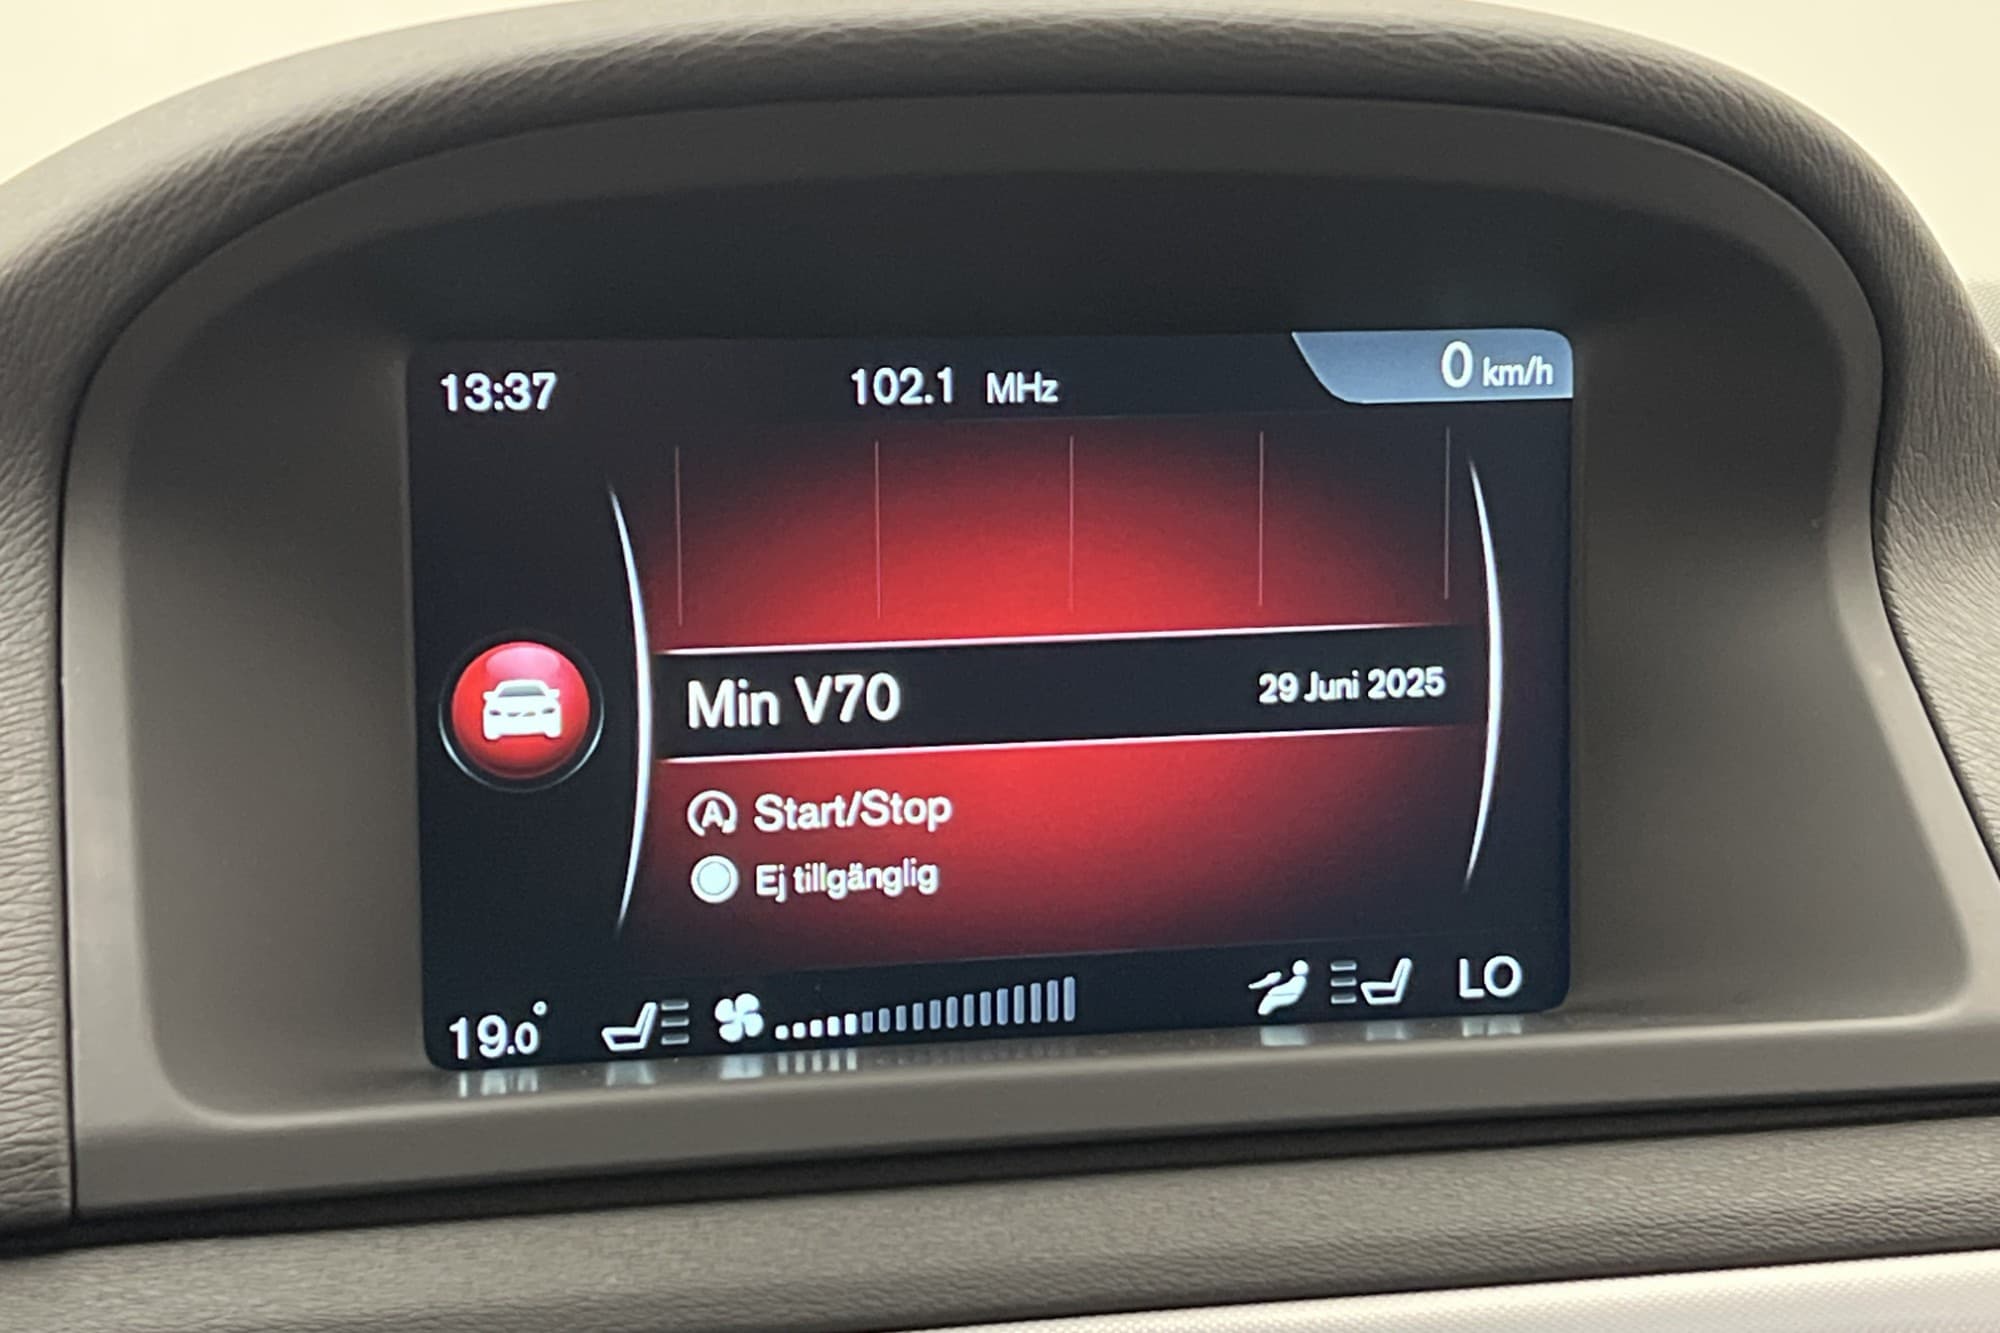 13:37 102.1 MHz 0 km/h
Min V70 29 Juni 2025
A Start/Stop
Ej tillgänglig
19.0° LO